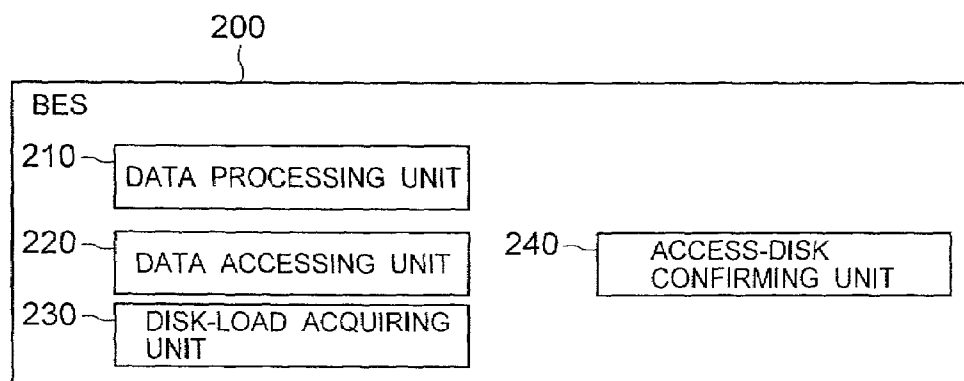 200
BES
210
DATA PROCESSING UNIT
220
DATA ACCESSING UNIT
240
ACCESS-DISK
CONFIRMING UNIT
230
DISK-LOAD ACQUIRING
UNIT